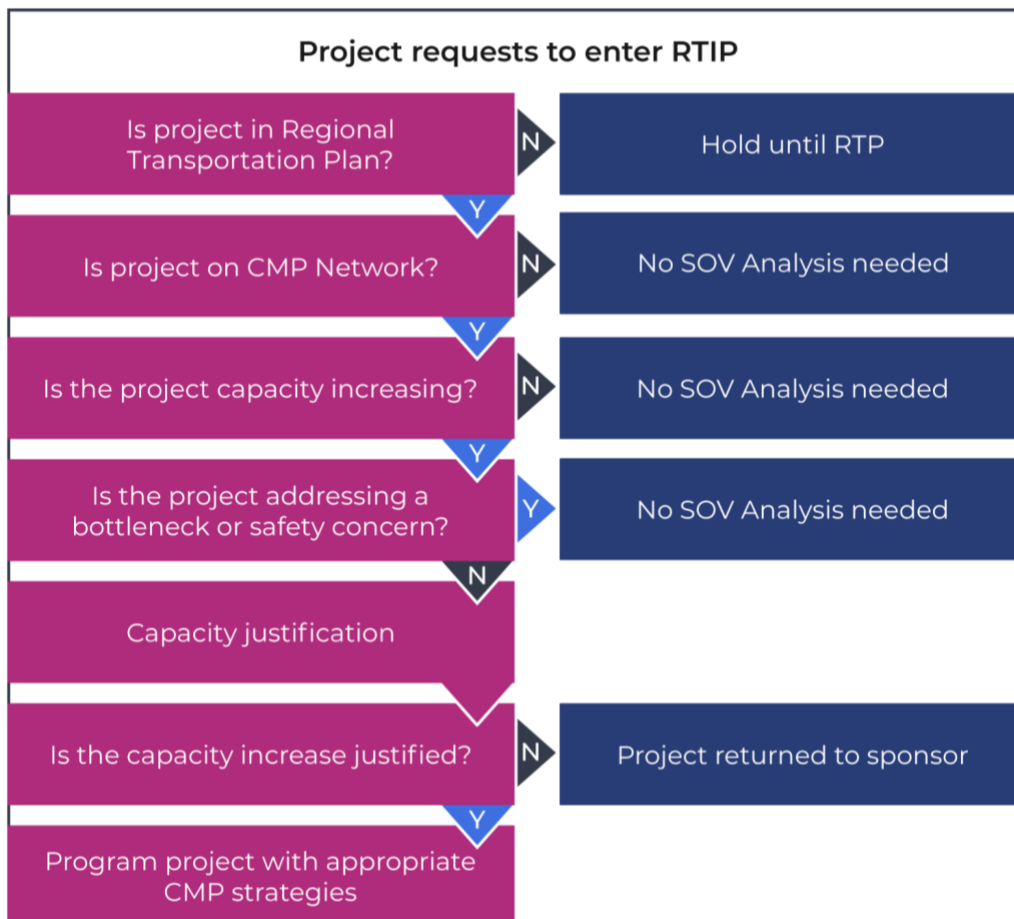 Project requests to enter RTIP
Is project in Regional
Transportation Plan?
N
Hold until RTP
Y
Is project on CMP Network?
N
No SOV Analysis needed
Y
Is the project capacity increasing?
N
No SOV Analysis needed
Y
Is the project addressing a
bottleneck or safety concern?
Y
No SOV Analysis needed
N
Capacity justification
Is the capacity increase justified?
N
Project returned to sponsor
Y
Program project with appropriate
CMP strategies